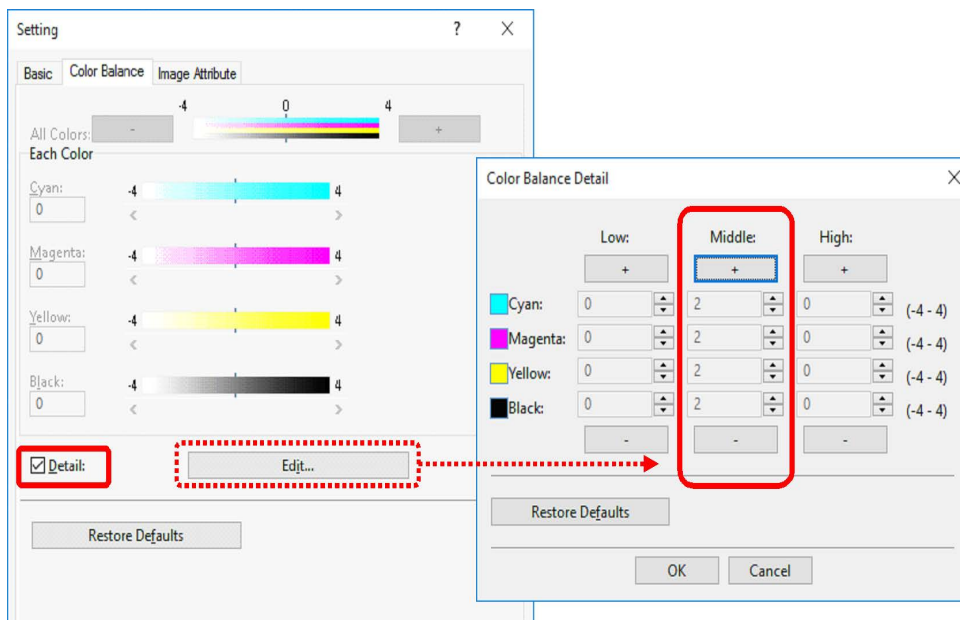 Setting
?
Basic Color Balance Image Attribute
-4 0 4
All Colors: - +
Each Color
Cyan:
0
-4 4
< >
Magenta:
0
-4 4
< >
Yellow:
0
-4 4
< >
Black:
0
-4 4
< >
Detail: Edit...
Restore Defaults
Color Balance Detail
Low: Middle: High:
+ + +
Cyan: 0 2 0 (-4 - 4)
Magenta: 0 2 0 (-4 - 4)
Yellow: 0 2 0 (-4 - 4)
Black: 0 2 0 (-4 - 4)
- - -
Restore Defaults
OK Cancel